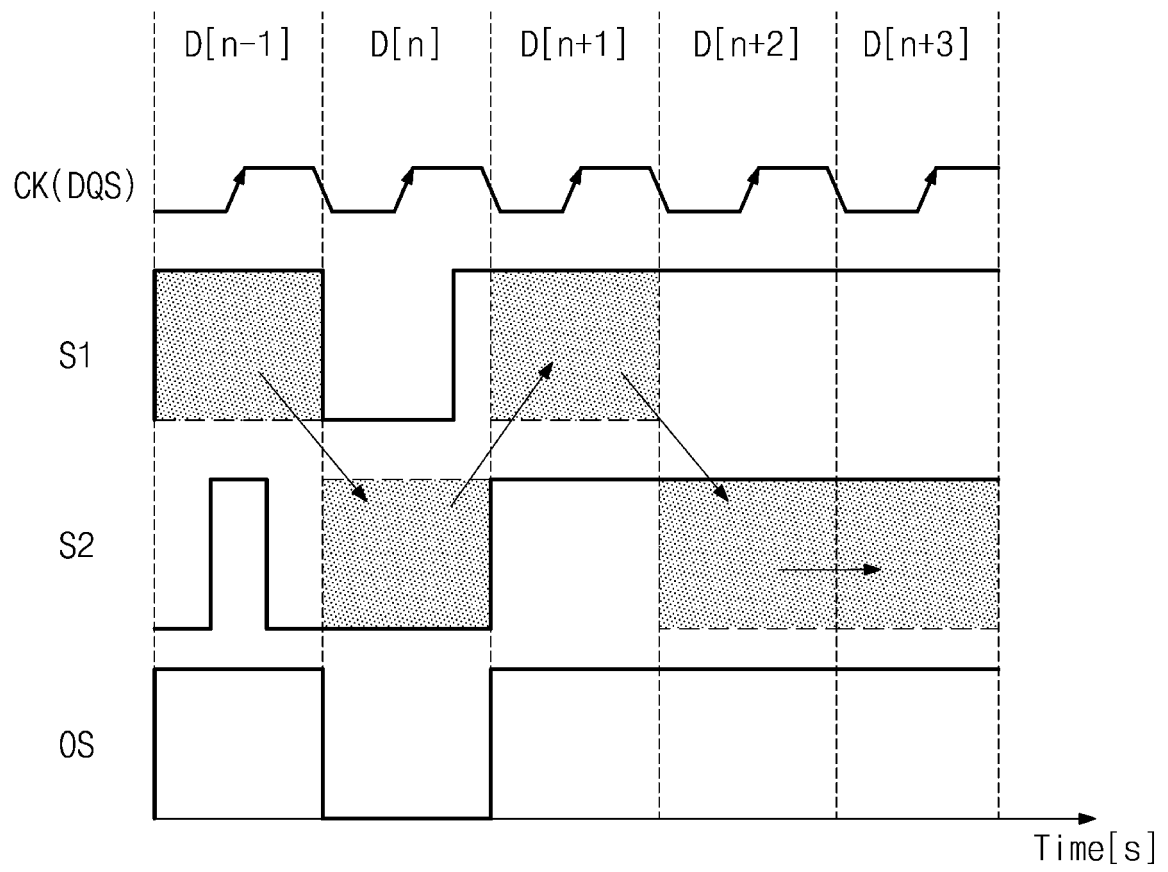 D[n-1] D[n] D[n+1] D[n+2] D[n+3]
CK(DQS)
S1
S2
OS
Time[s]